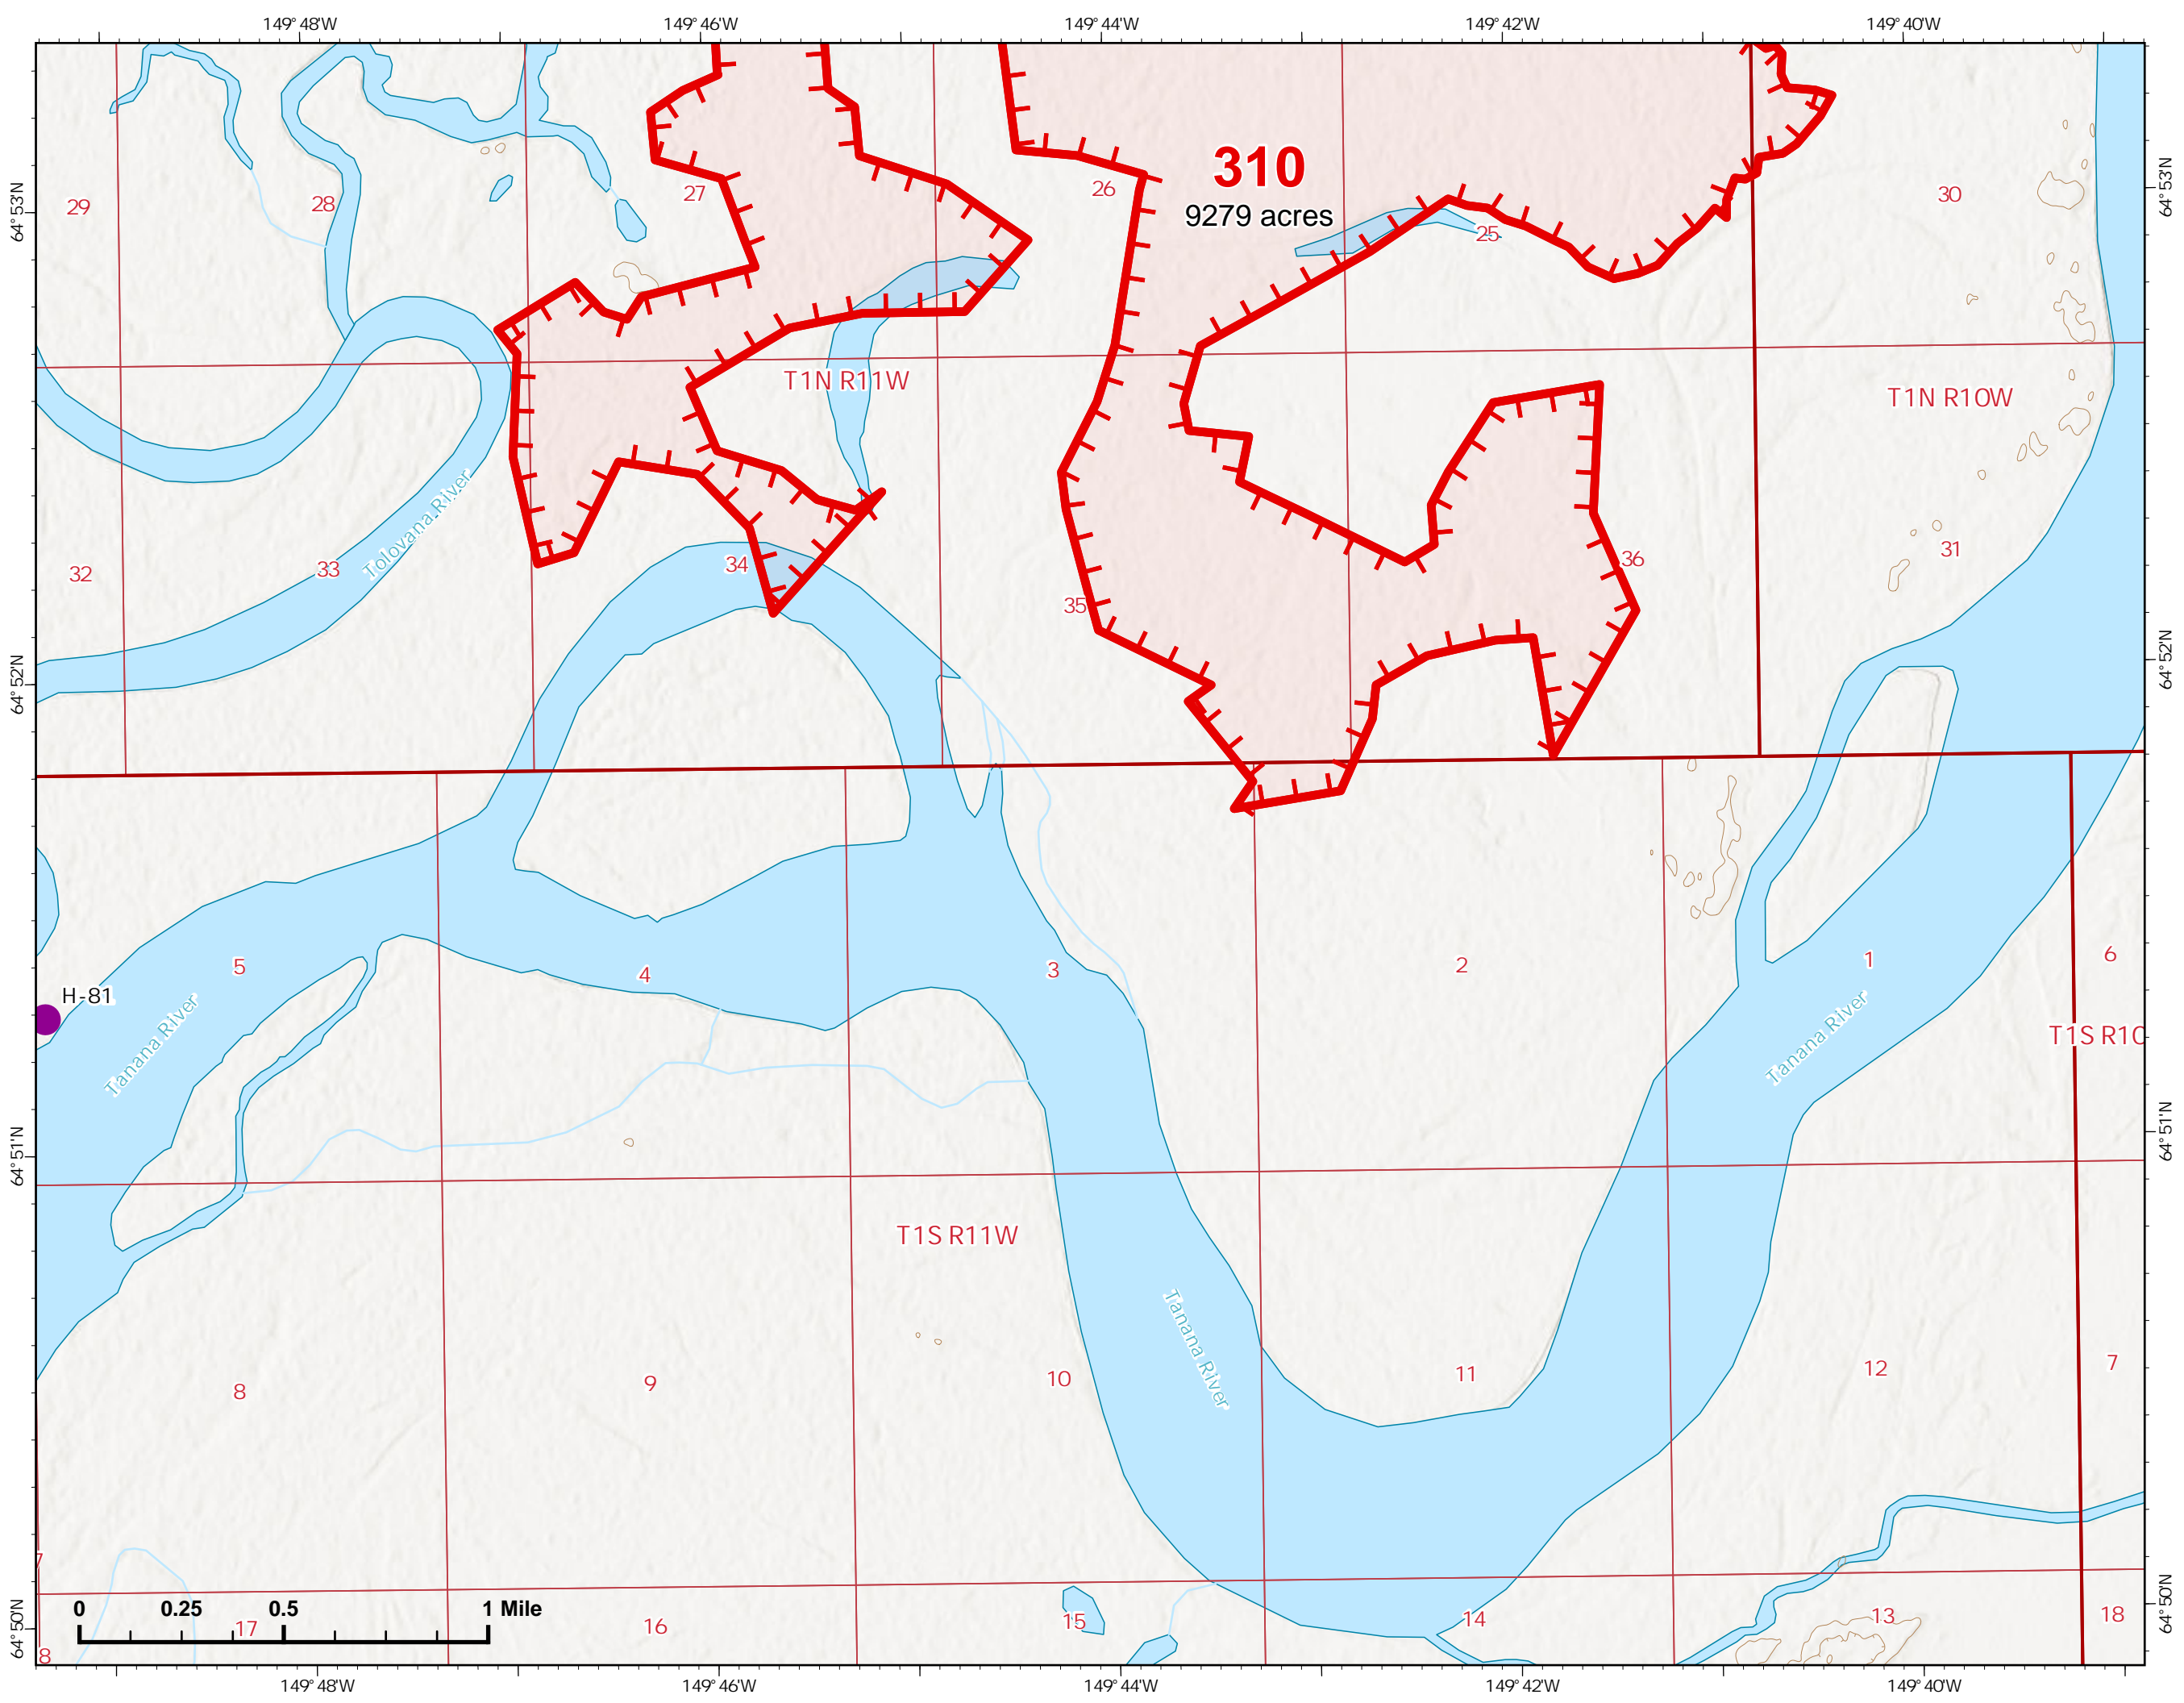 149°48'W 149°46'W 149°44'W 149°42'W 149°40'W
310
9279 acres
29 28 27 26 25 30
64°53'N 64°53'N
T1N R11W T1N R10W
Tolovana River
32 33 34 35 36 31
64°52'N 64°52'N
5 4 3 2 1 6
H-81
Tanana River
Tanana River
T1S R10
64°51'N 64°51'N
T1S R11W
Tanana River
8 9 10 11 12 7
7
0 0.25 0.5 1 Mile
17 16 15 14 13 18
8
64°50'N 64°50'N
149°48'W 149°46'W 149°44'W 149°42'W 149°40'W